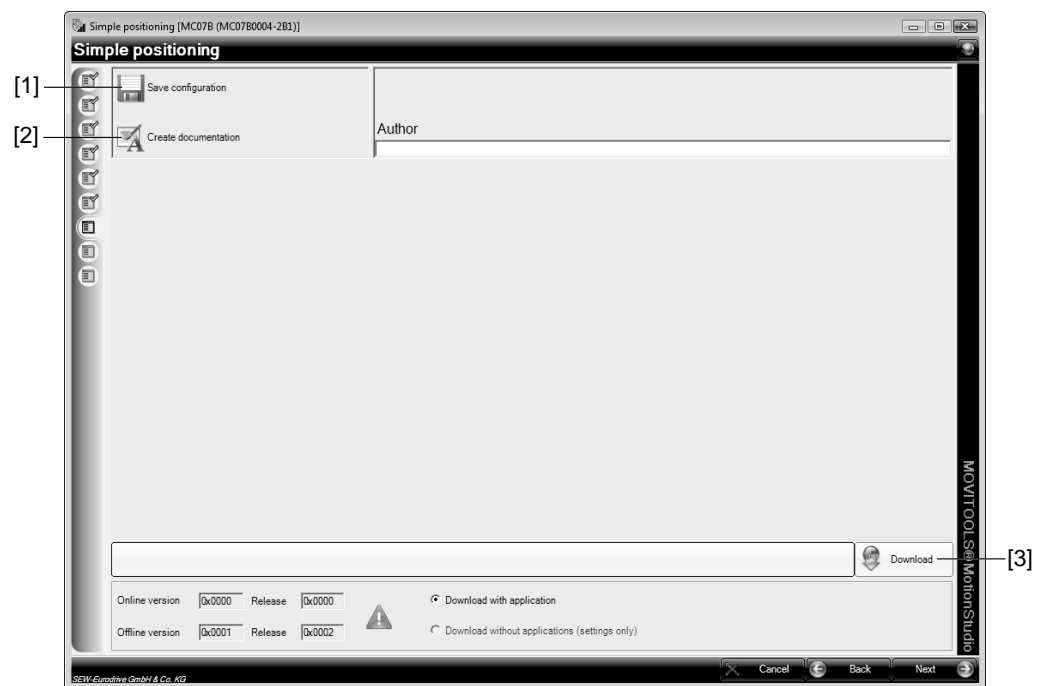 Simple positioning [MC07B (MC07B0004-2B1)]
Simple positioning
[1]
Save configuration
[2]
Create documentation
Author
Download
[3]
Online version 0x0000 Release 0x0000
Download with application
Offline version 0x0001 Release 0x0002
Download without applications (settings only)
MOVITOOLS®MotionStudio
Cancel Back Next
SEW-Eurodrive GmbH & Co. KG